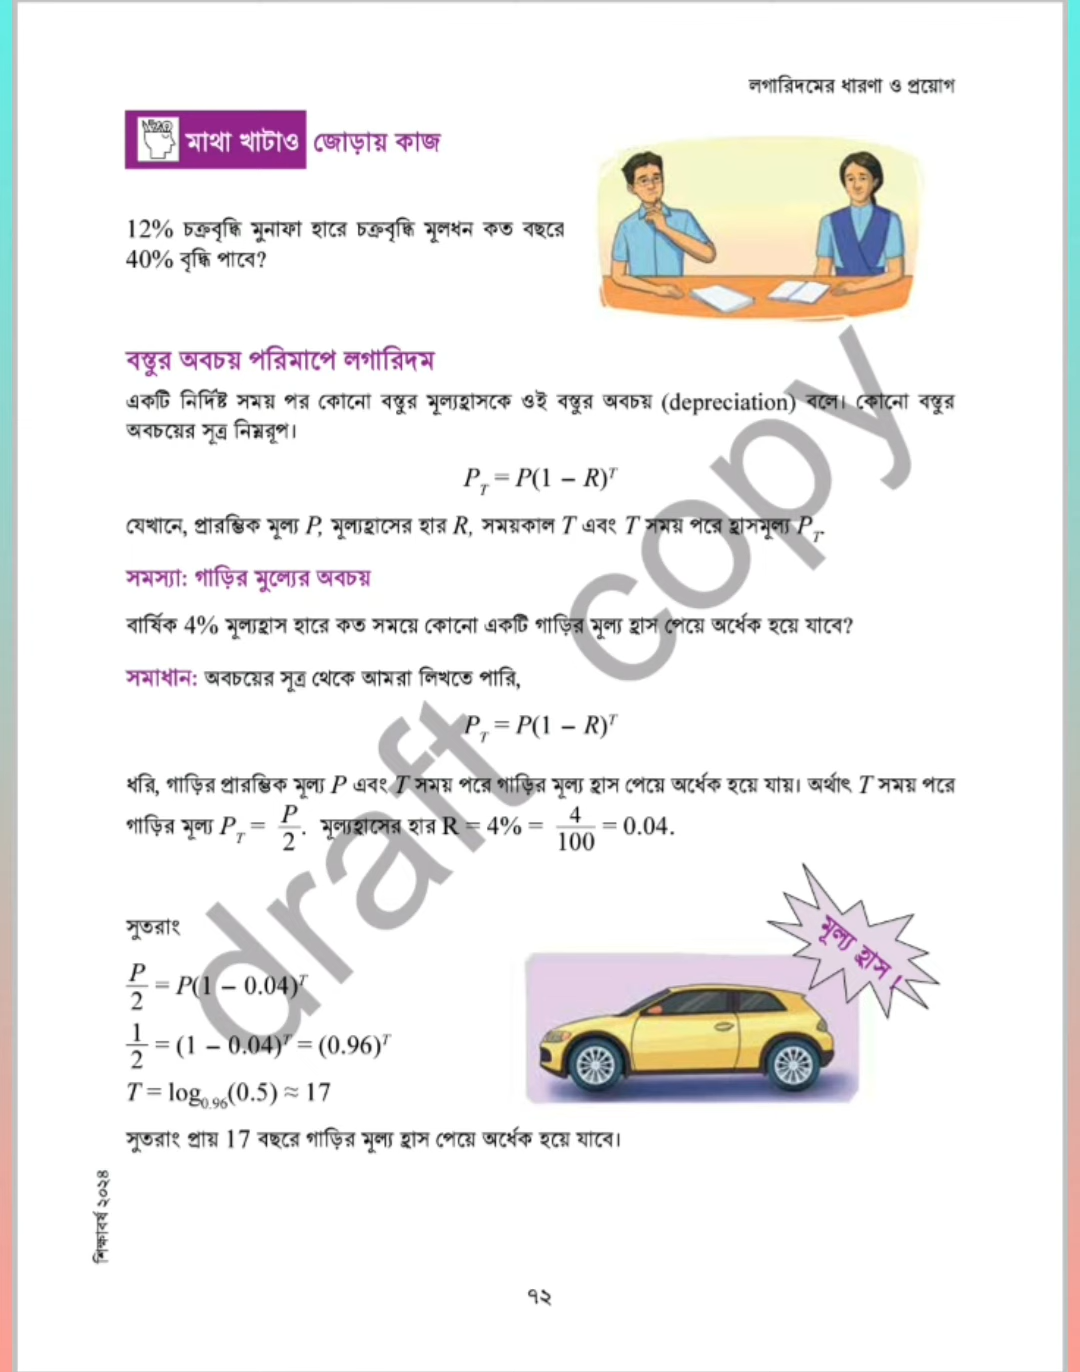 লগারিদমের ধারণা ও প্রয়োগ
মাথা খাটাও জোড়ায় কাজ
12% চক্রবৃদ্ধি মুনাফা হারে চক্রবৃদ্ধি মূলধন কত বছরে
40% বৃদ্ধি পাবে?
বস্তুর অবচয় পরিমাপে লগারিদম
একটি নির্দিষ্ট সময় পর কোনো বস্তুর মূল্যহ্রাসকে ওই বস্তুর অবচয় (depreciation) বলে। কোনো বস্তুর
অবচয়ের সূত্র নিম্নরূপ।
P_T = P(1 – R)^T
যেখানে, প্রারম্ভিক মূল্য P, মূল্যহ্রাসের হার R, সময়কাল T এবং T সময় পরে হ্রাসমূল্য P_T.
সমস্যা: গাড়ির মুল্যের অবচয়
বার্ষিক 4% মূল্যহ্রাস হারে কত সময়ে কোনো একটি গাড়ির মূল্য হ্রাস পেয়ে অর্ধেক হয়ে যাবে?
সমাধান: অবচয়ের সূত্র থেকে আমরা লিখতে পারি,
P_T = P(1 – R)^T
ধরি, গাড়ির প্রারম্ভিক মূল্য P এবং T সময় পরে গাড়ির মূল্য হ্রাস পেয়ে অর্ধেক হয়ে যায়। অর্থাৎ T সময় পরে
গাড়ির মূল্য P_T = P/2. মূল্যহ্রাসের হার R = 4% = 4/100 = 0.04.
সুতরাং
P/2 = P(1 – 0.04)^T
1/2 = (1 – 0.04)^T = (0.96)^T
T = log_0.96(0.5) ≈ 17
সুতরাং প্রায় 17 বছরে গাড়ির মূল্য হ্রাস পেয়ে অর্ধেক হয়ে যাবে।
মূল্য হ্রাস !
শিক্ষাবর্ষ ২০২৪
৭২
draft copy